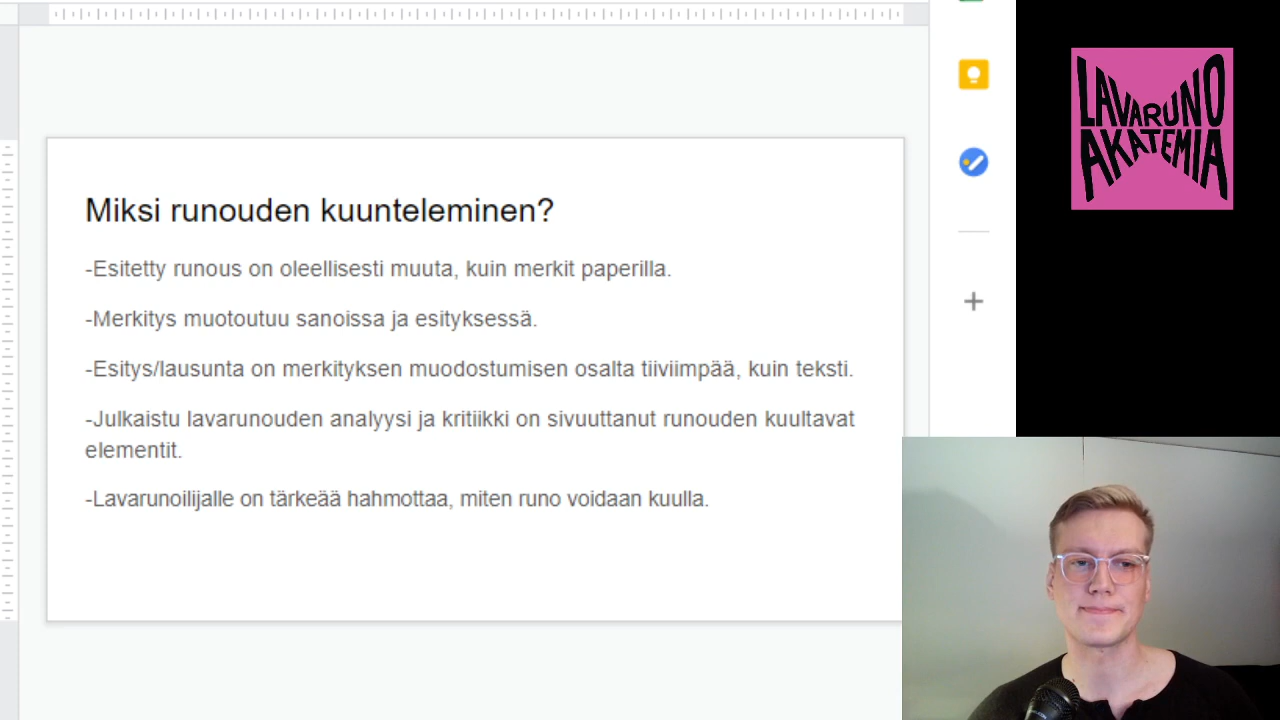 Miksi runouden kuunteleminen?
-Esitetty runous on oleellisesti muuta, kuin merkit paperilla.
-Merkitys muotoutuu sanoissa ja esityksessä.
-Esitys/lausunta on merkityksen muodostumisen osalta tiiviimpää, kuin teksti.
-Julkaistu lavarunouden analyysi ja kritiikki on sivuuttanut runouden kuultavat
elementit.
-Lavarunoilijalle on tärkeää hahmottaa, miten runo voidaan kuulla.
LAVARUNO
AKATEMIA